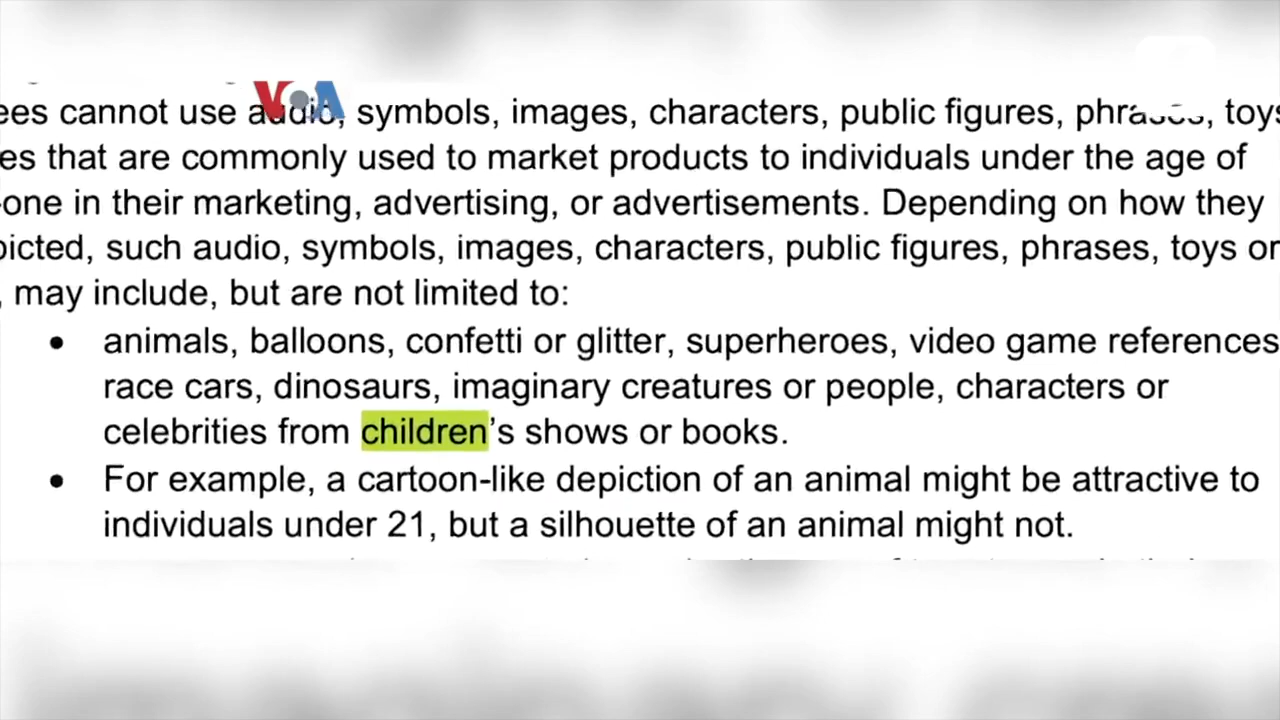 VOA
ees cannot use audio, symbols, images, characters, public figures, phrases, toys
es that are commonly used to market products to individuals under the age of
-one in their marketing, advertising, or advertisements. Depending on how they
picted, such audio, symbols, images, characters, public figures, phrases, toys or
, may include, but are not limited to:
• animals, balloons, confetti or glitter, superheroes, video game references
race cars, dinosaurs, imaginary creatures or people, characters or
celebrities from children’s shows or books.
• For example, a cartoon-like depiction of an animal might be attractive to
individuals under 21, but a silhouette of an animal might not.